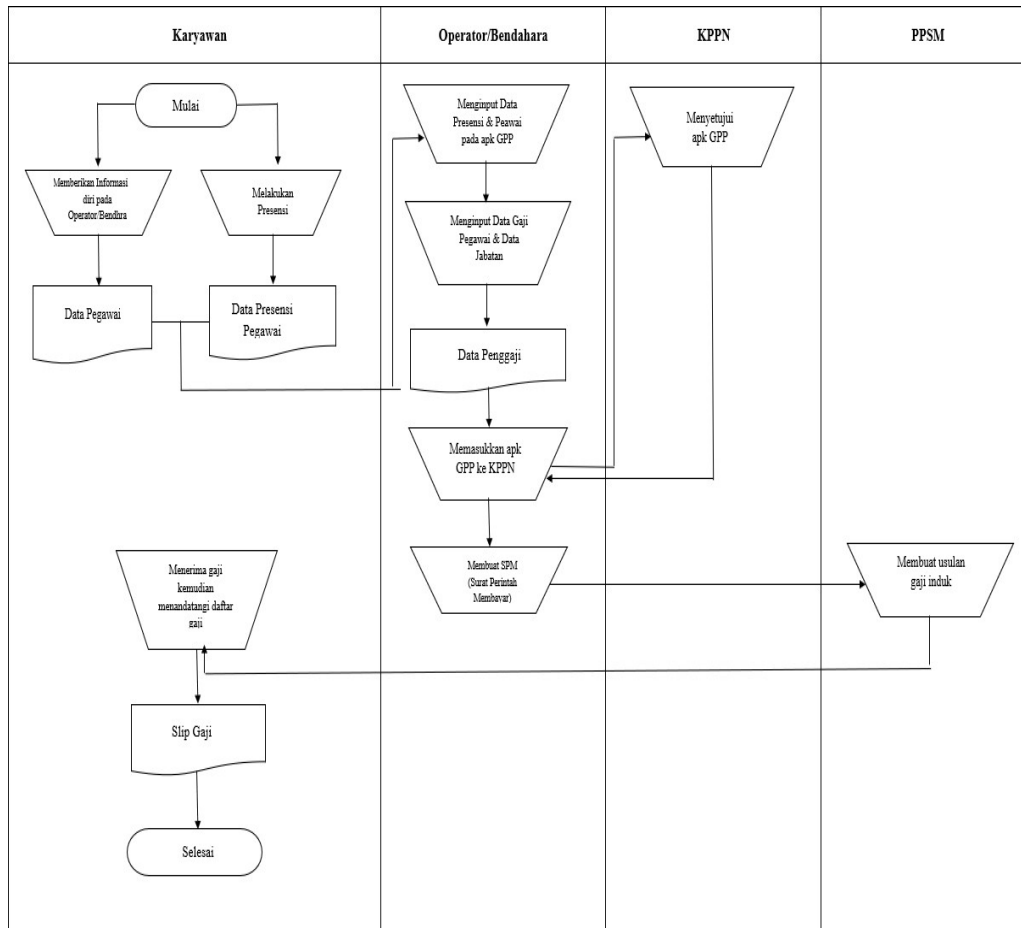 Karyawan
Operator/Bendahara
KPPN
PPSM
Mulai
Memberikan Informasi
diri pada
Operator/Bendhra
Melakukan
Presensi
Data Pegawai
Data Presensi
Pegawai
Menginput Data
Presensi & Peawai
pada apk GPP
Menginput Data Gaji
Pegawai & Data
Jabatan
Data Penggaji
Memasukkan apk
GPP ke KPPN
Menyetujui
apk GPP
Membuat SPM
(Surat Perintah
Membayar)
Membuat usulan
gaji induk
Menerima gaji
kemudian
menandatangi daftar
gaji
Slip Gaji
Selesai